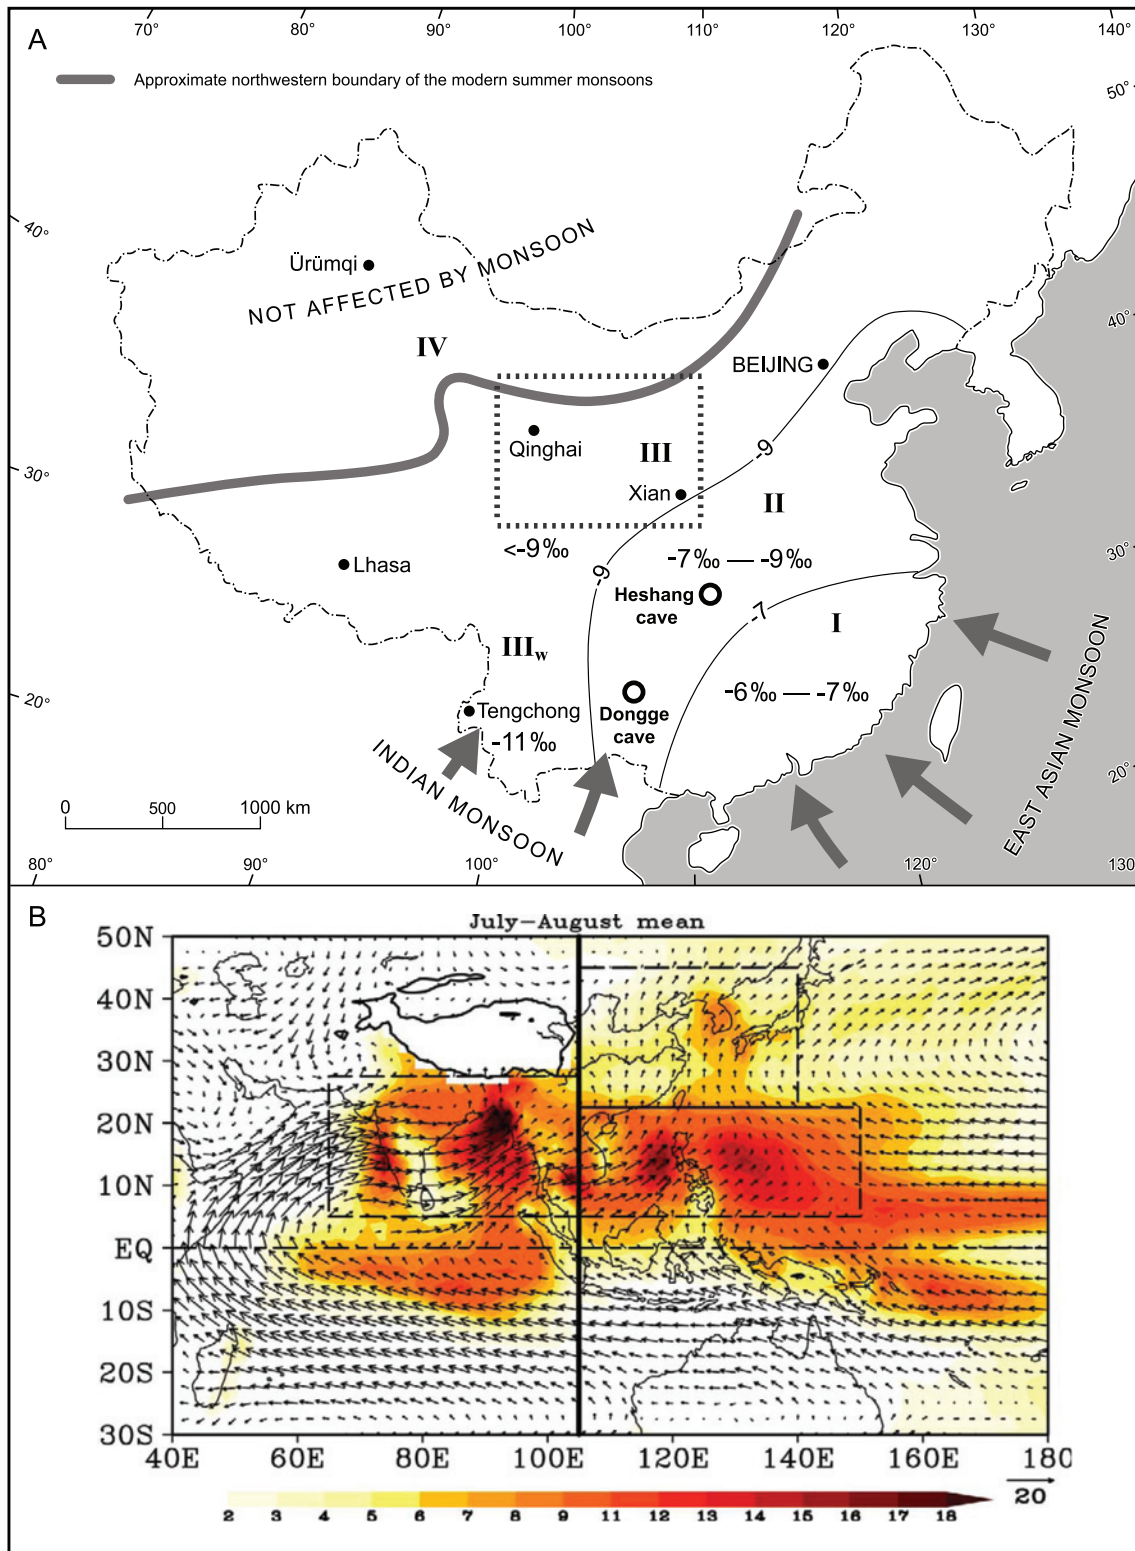 70° 80° 90° 100° 110° 120° 130° 140°
A
Approximate northwestern boundary of the modern summer monsoons
50°
40°
Ürümqi
NOT AFFECTED BY MONSOON
40°
IV
BEIJING
Qinghai
III
-9
30°
Xian
II
<-9‰
-7‰ — -9‰
30°
Lhasa
-9
Heshang
cave
-7
I
III_w
20°
-6‰ — -7‰
Tengchong
Dongge
cave
-11‰
INDIAN MONSOON
EAST ASIAN MONSOON
20°
0 500 1000 km
80° 90° 100° 120° 130
B
July-August mean
50N
40N
30N
20N
10N
EQ
10S
20S
30S
40E 60E 80E 100E 120E 140E 160E 180
20
2 3 4 5 6 7 8 9 11 12 13 14 15 16 17 18